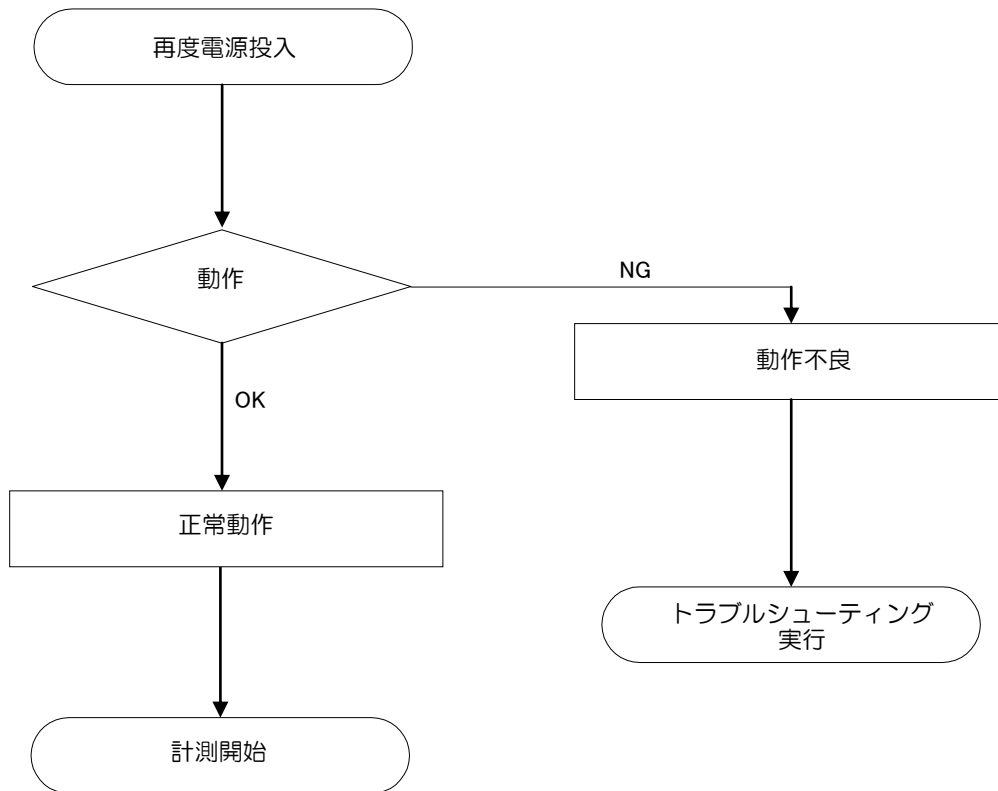 再度電源投入
動作
NG
動作不良
OK
正常動作
トラブルシューティング
実行
計測開始